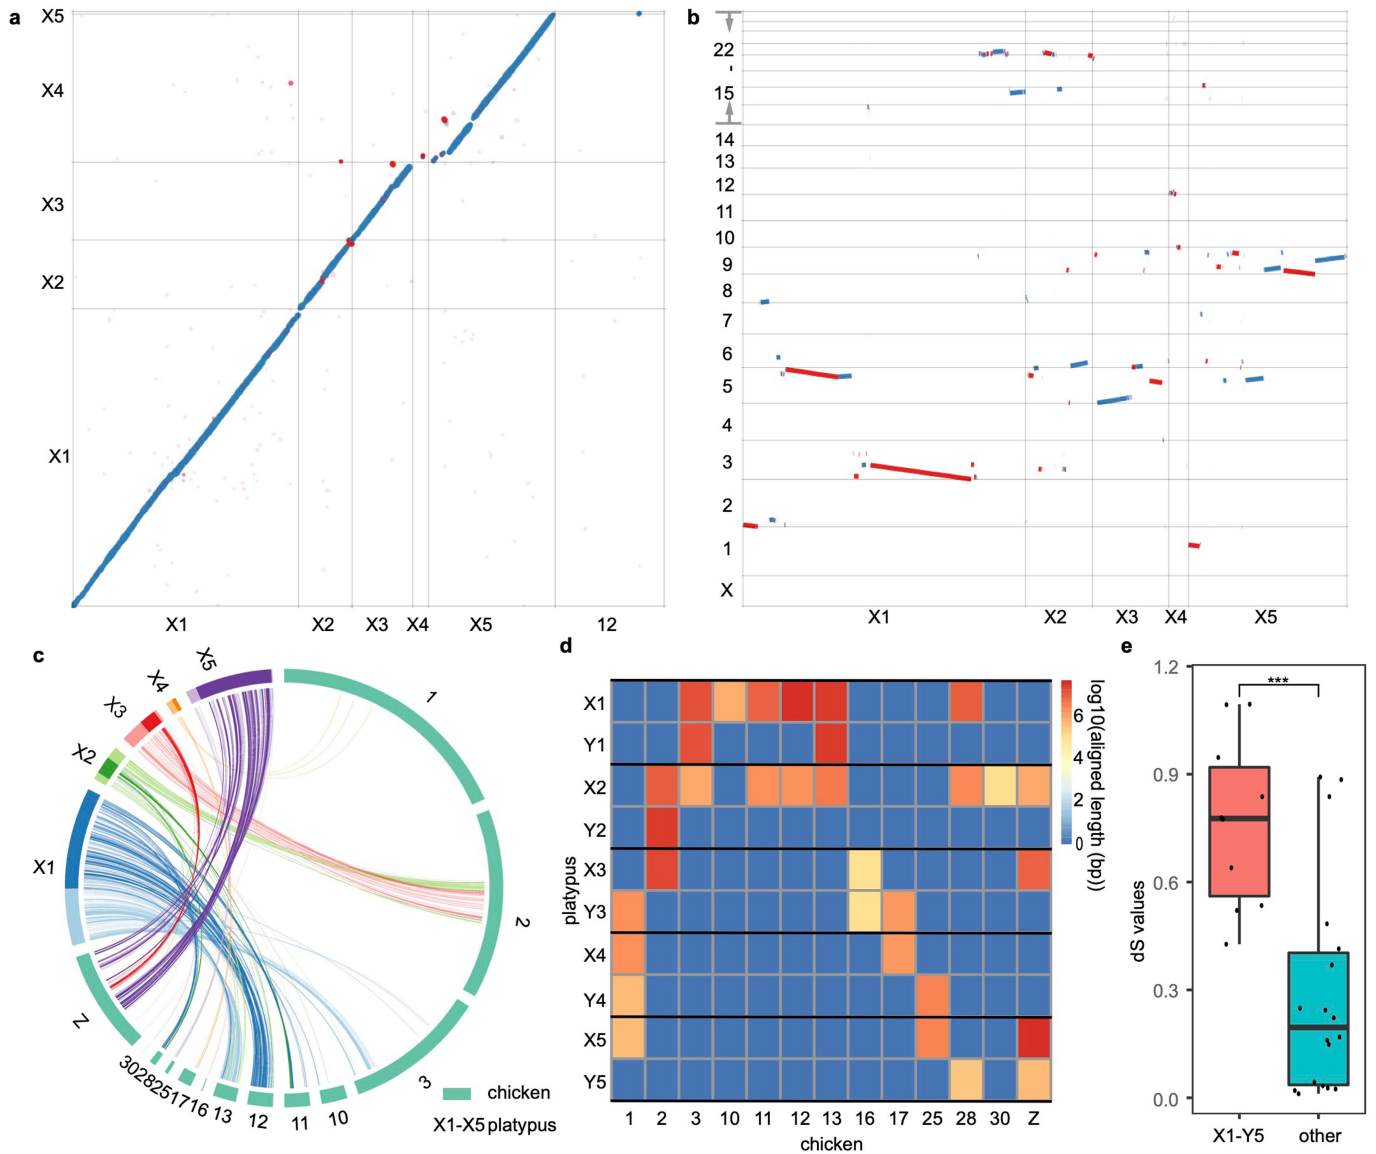 a
X5
X4
X3
X2
X1
X1 X2 X3 X4 X5 12
b
22
15
14
13
12
11
10
9
8
7
6
5
4
3
2
1
X
X1 X2 X3 X4 X5
c
X5
X4
X3
X2
X1
Z
1
2
3
30 28 25 17 16 13 12 11 10
chicken
X1-X5 platypus
d
X1
Y1
X2
Y2
X3
Y3
X4
Y4
X5
Y5
platypus
1 2 3 10 11 12 13 16 17 25 28 30 Z
chicken
6
4
2
0
log10(aligned length (bp))
e
1.2
0.9
0.6
0.3
0.0
dS values
***
X1-Y5 other